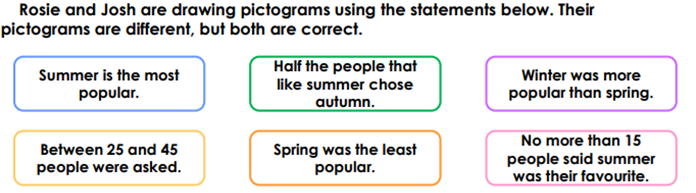 Rosie and Josh are drawing pictograms using the statements below. Their
pictograms are different, but both are correct.
Summer is the most
popular.
Half the people that
like summer chose
autumn.
Winter was more
popular than spring.
Between 25 and 45
people were asked.
Spring was the least
popular.
No more than 15
people said summer
was their favourite.